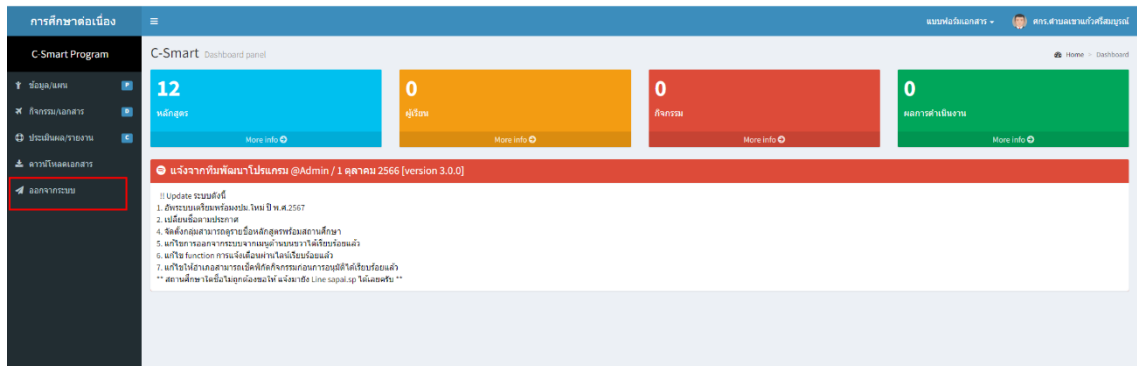 การศึกษาต่อเนื่อง
แบบฟอร์มเอกสาร
ศกร.ตำบลเขาแก้วศรีสมบูรณ์
C-Smart Program
C-Smart Dashboard panel
Home > Dashboard
ข้อมูล/แผน P
กิจกรรม/เอกสาร D
ประเมินผล/รายงาน C
ดาวน์โหลดเอกสาร
ออกจากระบบ
12
หลักสูตร
More info
0
ผู้เรียน
More info
0
กิจกรรม
More info
0
ผลการดำเนินงาน
More info
แจ้งจากทีมพัฒนาโปรแกรม @Admin / 1 ตุลาคม 2566 [version 3.0.0]
!! Update ระบบดังนี้
1. อัพระบบเตรียมพร้อมงปม.ใหม่ ปี พ.ศ.2567
2. เปลี่ยนชื่อตามประกาศ
4. จัดตั้งกลุ่มสามารถดูรายชื่อหลักสูตรพร้อมสถานศึกษา
5. แก้ไขการออกจากระบบจากเมนูด้านบนขวาได้เรียบร้อยแล้ว
6. แก้ไข function การแจ้งเตือนผ่านไลน์เรียบร้อยแล้ว
7. แก้ไขให้อำเภอสามารถเช็คพิกัดกิจกรรมก่อนการอนุมัติได้เรียบร้อยแล้ว
** สถานศึกษาใดชื่อไม่ถูกต้องขอให้ แจ้งมายัง Line sapai.sp ได้เลยครับ **